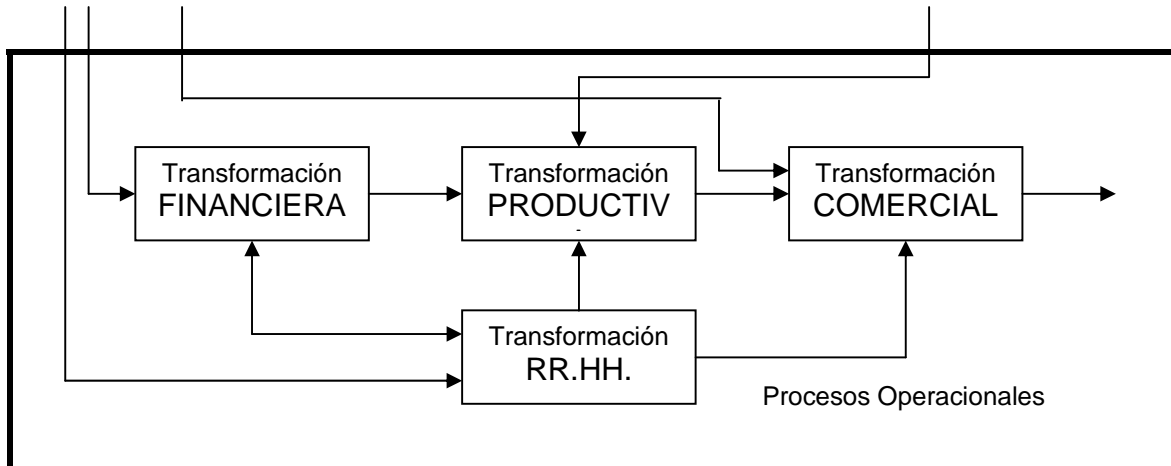 Transformación
FINANCIERA
Transformación
PRODUCTIV
Transformación
COMERCIAL
Transformación
RR.HH.
Procesos Operacionales